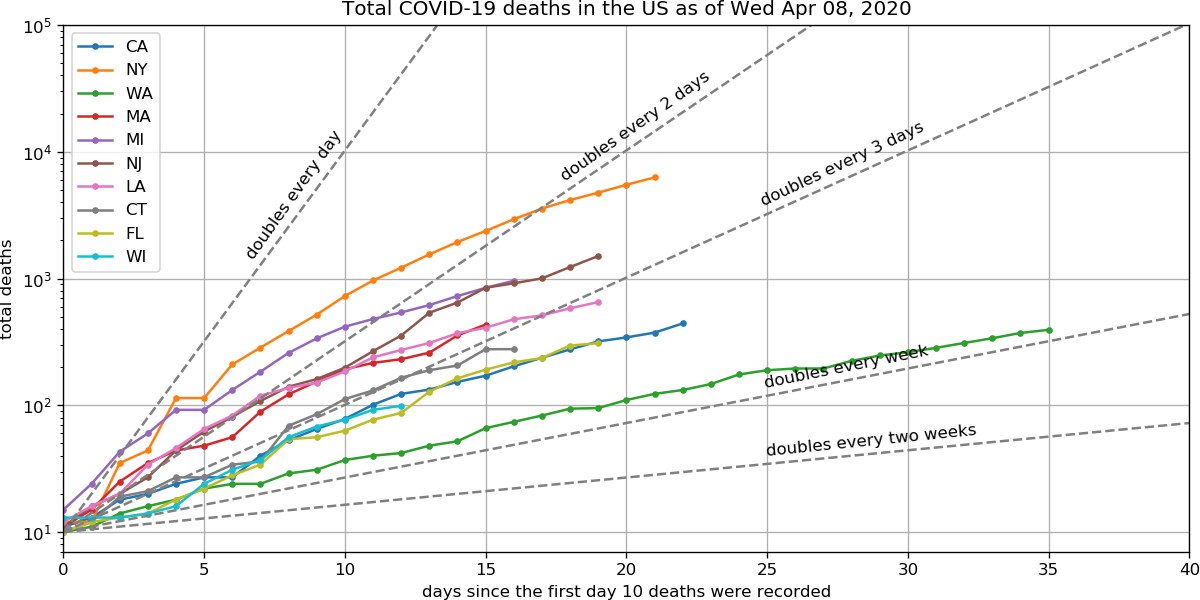 Total COVID-19 deaths in the US as of Wed Apr 08, 2020
10^5
10^4
10^3
10^2
10^1
total deaths
CA
NY
WA
MA
MI
NJ
LA
CT
FL
WI
doubles every day
doubles every 2 days
doubles every 3 days
doubles every week
doubles every two weeks
0 5 10 15 20 25 30 35 40
days since the first day 10 deaths were recorded